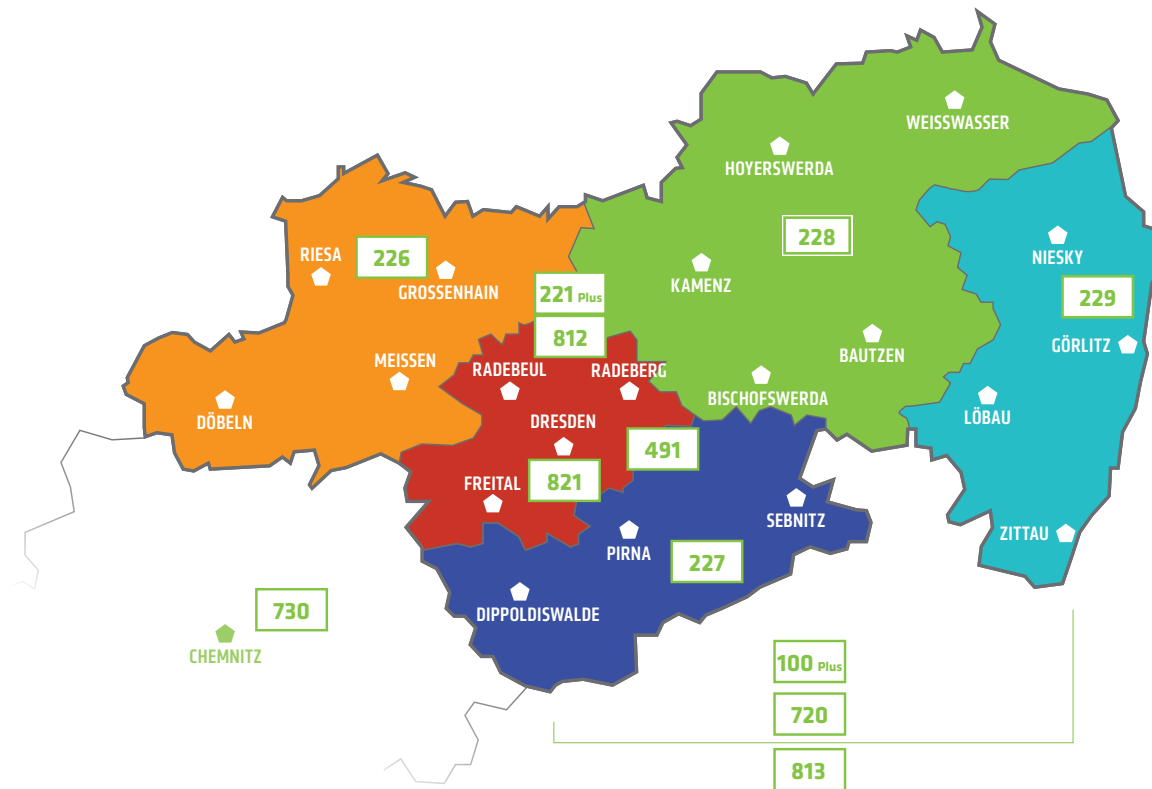 WEISSWASSER
HOYERSWERDA
228
NIESKY
RIESA
226
GROSSENHAIN
KAMENZ
229
221 Plus
812
GÖRLITZ
BAUTZEN
MEISSEN
RADEBEUL
RADEBERG
BISCHOFSWERDA
LÖBAU
DÖBELN
DRESDEN
491
FREITAL
821
SEBNITZ
ZITTAU
PIRNA
227
DIPPOLDISWALDE
730
CHEMNITZ
100 Plus
720
813